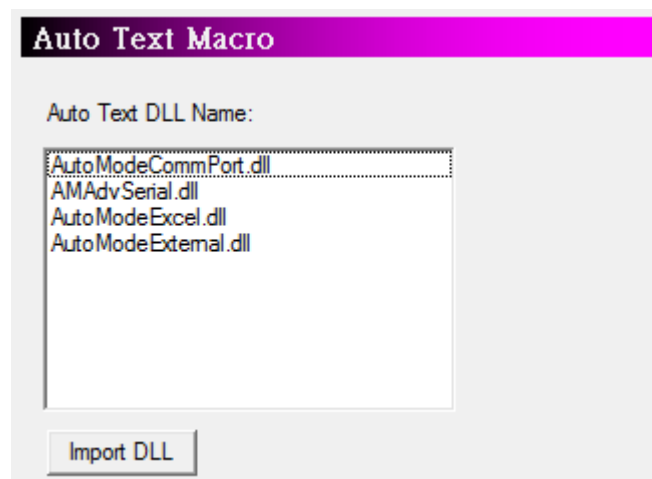 Auto Text Macro
Auto Text DLL Name:
AutoModeCommPort.dll
AMAdvSerial.dll
AutoModeExcel.dll
AutoModeExternal.dll
Import DLL